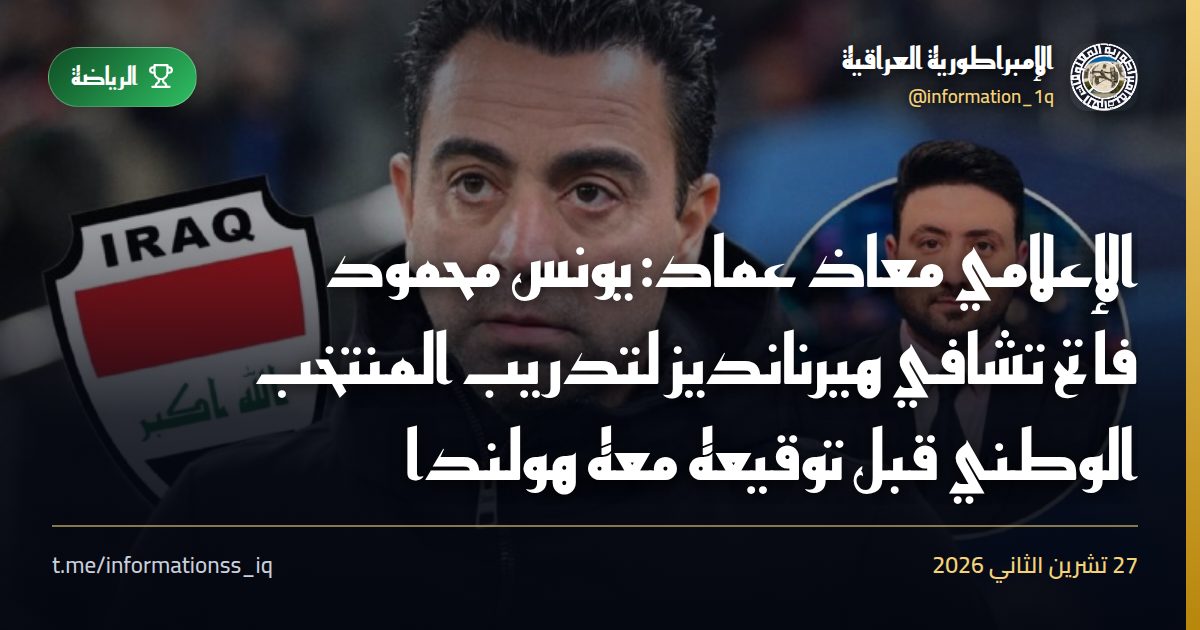 الإمبراطورية العراقية
@information_1q
الرياضة
IRAQ
الله اكبر
الإعلامي معاذ عماد: يونس محمود
فاتح تشافي هيرنانديز لتدريب المنتخب
الوطني قبل توقيعه معه هولندا
27 تشرين الثاني 2026
t.me/informationss_iq